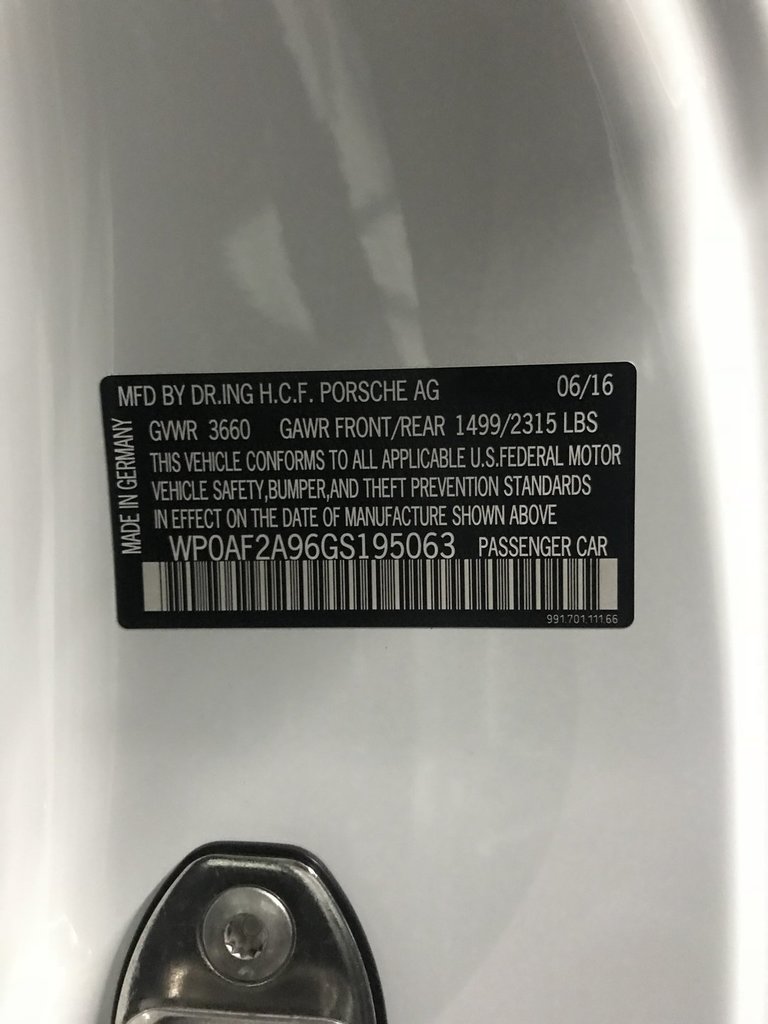 MFD BY DR.ING H.C.F. PORSCHE AG 06/16
GVWR 3660 GAWR FRONT/REAR 1499/2315 LBS
THIS VEHICLE CONFORMS TO ALL APPLICABLE U.S.FEDERAL MOTOR
VEHICLE SAFETY,BUMPER,AND THEFT PREVENTION STANDARDS
IN EFFECT ON THE DATE OF MANUFACTURE SHOWN ABOVE
WP0AF2A96GS195063 PASSENGER CAR
991.701.111.66
MADE IN GERMANY